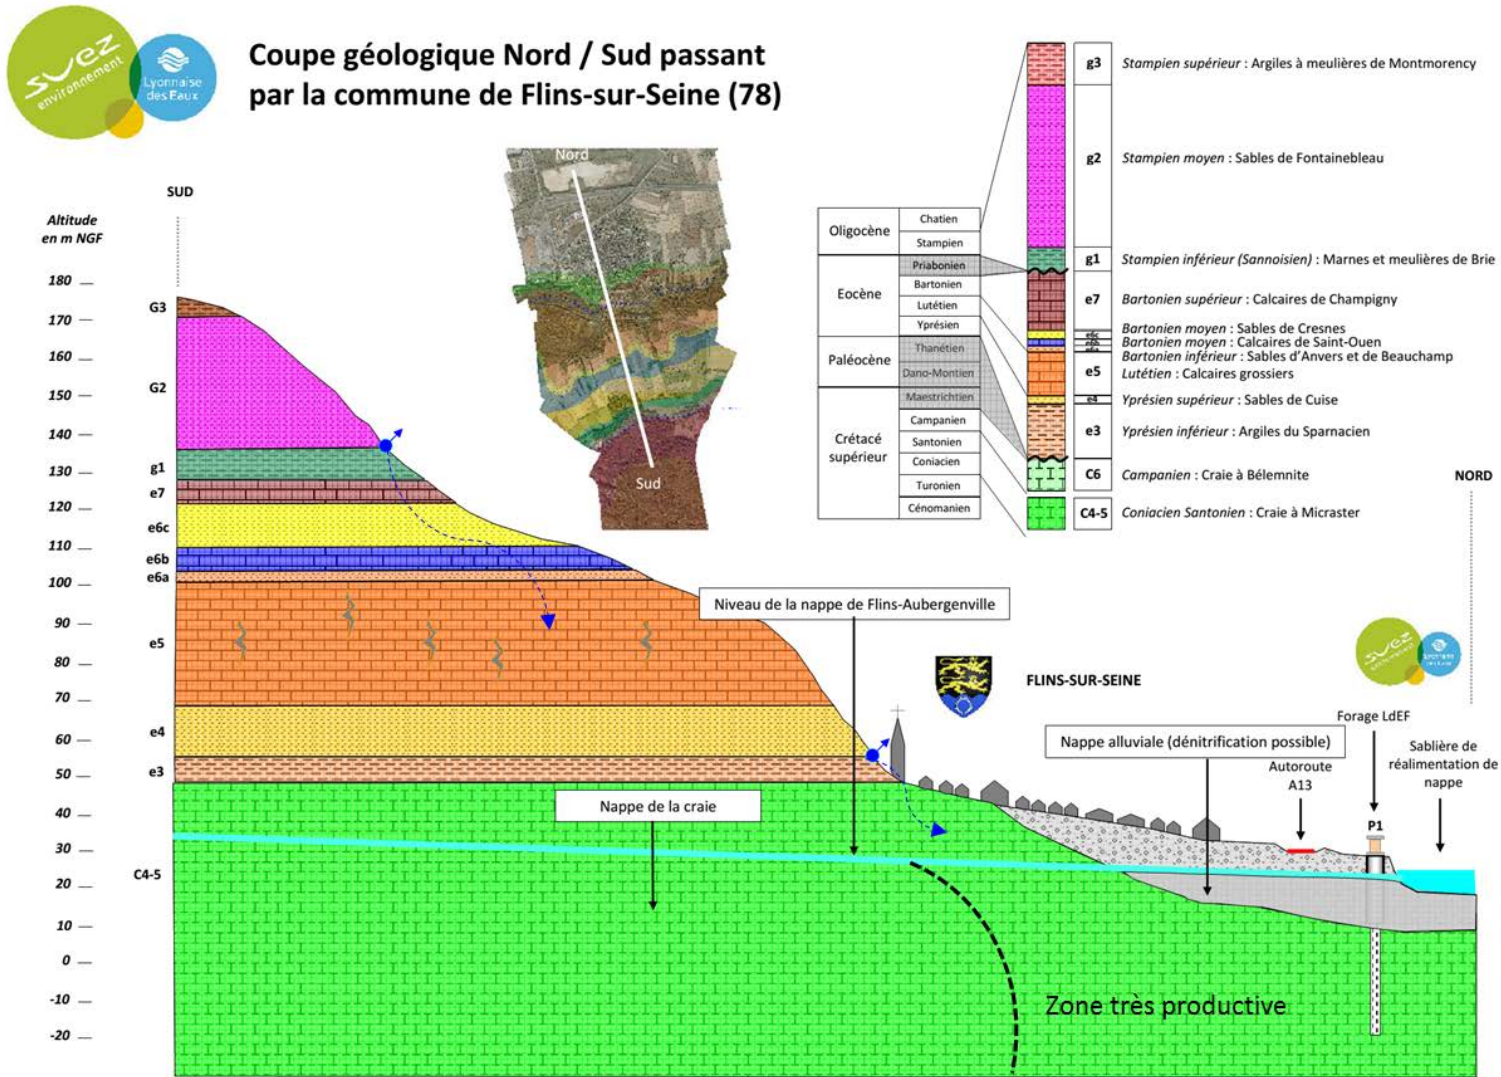 suez
environnement
Lyonnaise
des Eaux
Coupe géologique Nord / Sud passant
par la commune de Flins-sur-Seine (78)
Nord
Sud
Oligocène
Chatien
Stampien
Eocène
Priabonien
Bartonien
Lutétien
Yprésien
Paléocène
Thanétien
Dano-Montien
Crétacé
supérieur
Maestrichtien
Campanien
Santonien
Coniacien
Turonien
Cénomanien
g3 Stampien supérieur : Argiles à meulières de Montmorency
g2 Stampien moyen : Sables de Fontainebleau
g1 Stampien inférieur (Sannoisien) : Marnes et meulières de Brie
e7 Bartonien supérieur : Calcaires de Champigny
e6c Bartonien moyen : Sables de Cresnes
e6b Bartonien moyen : Calcaires de Saint-Ouen
e6a Bartonien inférieur : Sables d'Anvers et de Beauchamp
e5 Lutétien : Calcaires grossiers
e4 Yprésien supérieur : Sables de Cuise
e3 Yprésien inférieur : Argiles du Sparnacien
C6 Campanien : Craie à Bélemnite
C4-5 Coniacien Santonien : Craie à Micraster
SUD
NORD
Altitude
en m NGF
180
170
160
150
140
130
120
110
100
90
80
70
60
50
40
30
20
10
0
-10
-20
G3
G2
g1
e7
e6c
e6b
e6a
e5
e4
e3
C4-5
Niveau de la nappe de Flins-Aubergenville
FLINS-SUR-SEINE
Nappe de la craie
Nappe alluviale (dénitrification possible)
Autoroute
A13
suez
environnement
Lyonnaise
des Eaux
Forage LdEF
P1
Sablière de
réalimentation de
nappe
Zone très productive